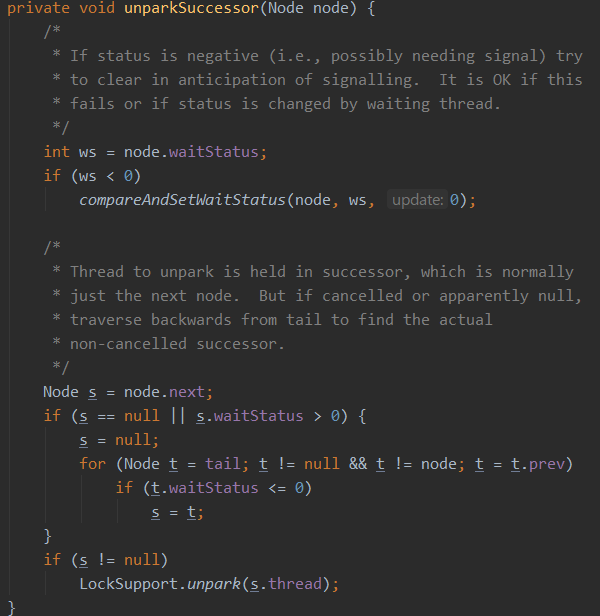 private void unparkSuccessor(Node node) {
    /*
     * If status is negative (i.e., possibly needing signal) try
     * to clear in anticipation of signalling.  It is OK if this
     * fails or if status is changed by waiting thread.
     */
    int ws = node.waitStatus;
    if (ws < 0)
        compareAndSetWaitStatus(node, ws, update: 0);

    /*
     * Thread to unpark is held in successor, which is normally
     * just the next node.  But if cancelled or apparently null,
     * traverse backwards from tail to find the actual
     * non-cancelled successor.
     */
    Node s = node.next;
    if (s == null || s.waitStatus > 0) {
        s = null;
        for (Node t = tail; t != null && t != node; t = t.prev)
            if (t.waitStatus <= 0)
                s = t;
    }
    if (s != null)
        LockSupport.unpark(s.thread);
}